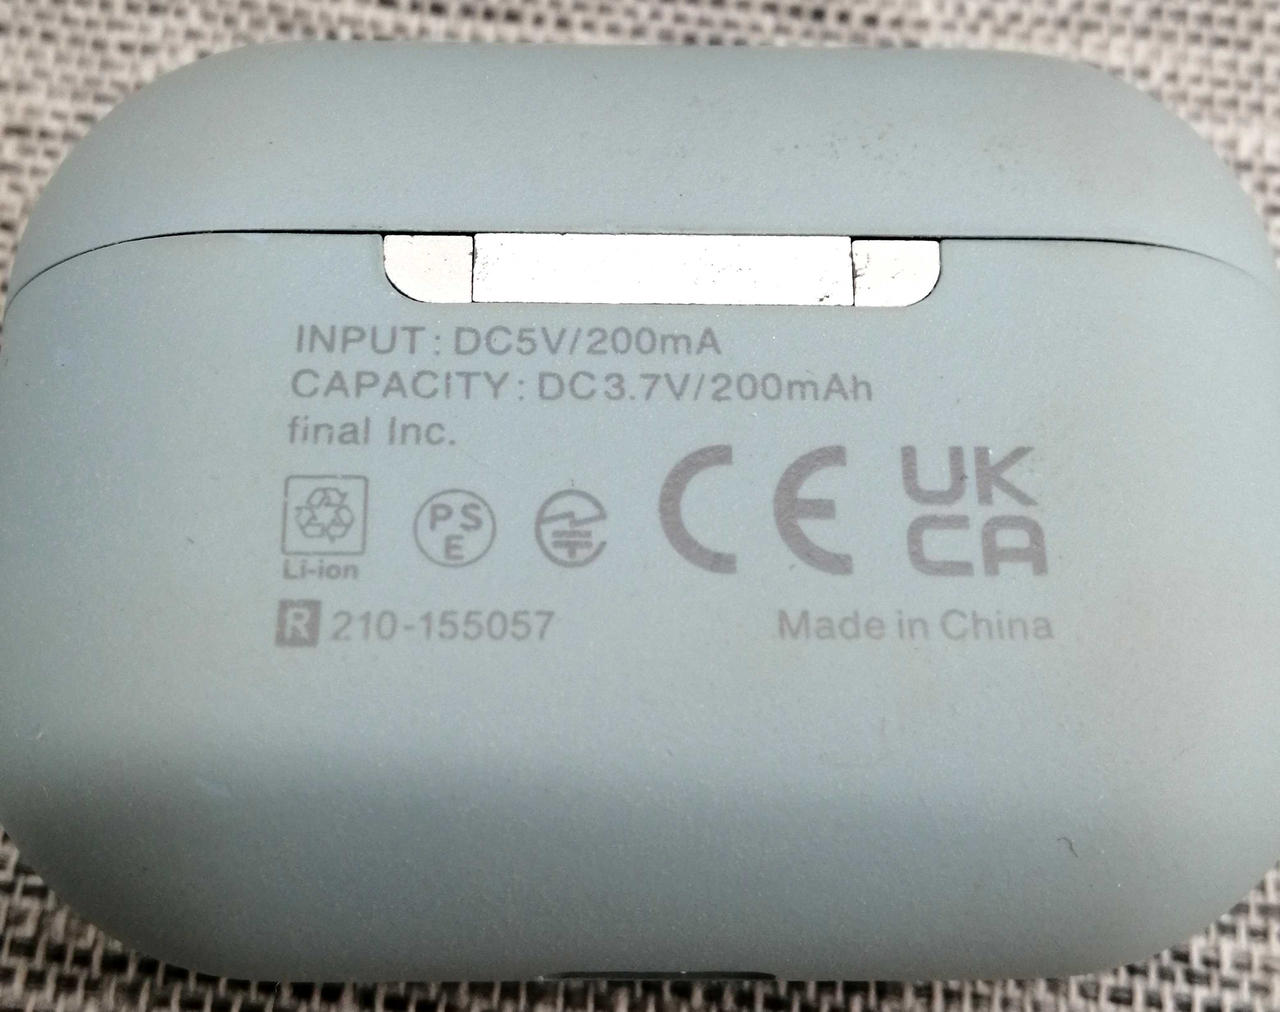 INPUT : DC5V/200mA
CAPACITY : DC3.7V/200mAh
final Inc.
PSE
CE
UK
CA
Li-ion
R 210-155057
Made in China